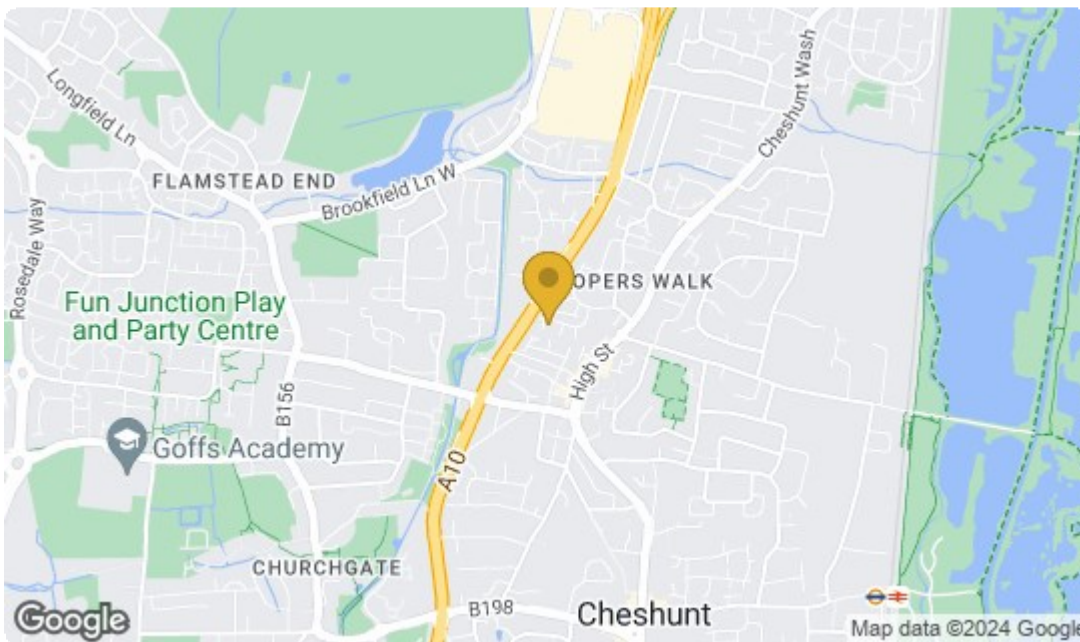 Longfield Ln
Cheshunt Wash
FLAMSTEAD END
Brookfield Ln W
Rosedale Way
OPERS WALK
Fun Junction Play
and Party Centre
High St
B156
Goffs Academy
A10
CHURCHGATE
B198
Cheshunt
Google
Map data ©2024 Google